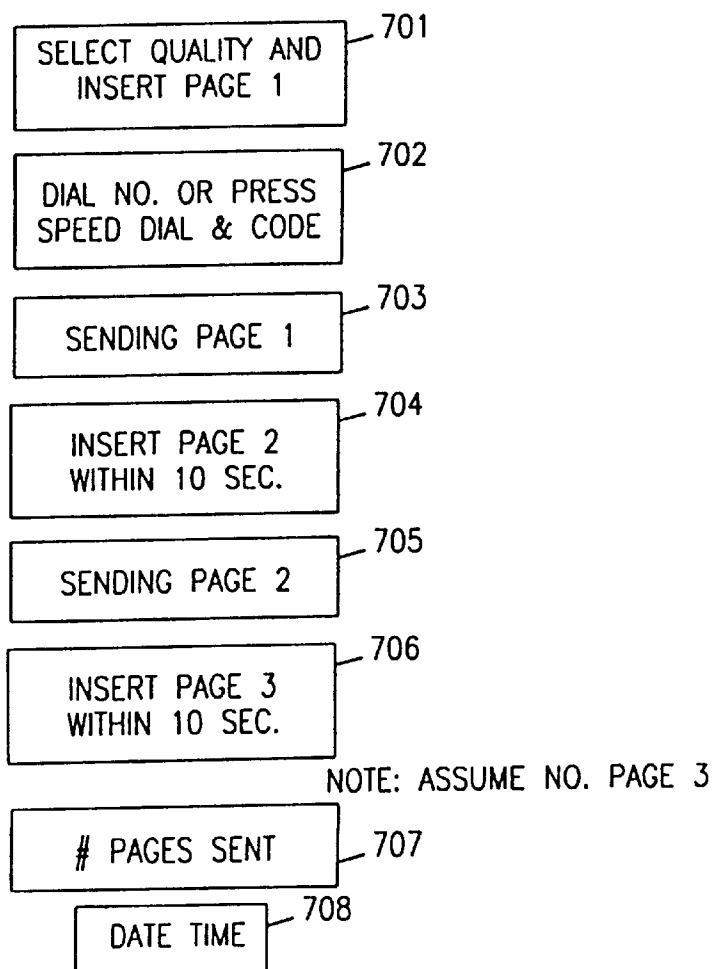 701
SELECT QUALITY AND
INSERT PAGE 1
702
DIAL NO. OR PRESS
SPEED DIAL & CODE
703
SENDING PAGE 1
704
INSERT PAGE 2
WITHIN 10 SEC.
705
SENDING PAGE 2
706
INSERT PAGE 3
WITHIN 10 SEC.
NOTE: ASSUME NO. PAGE 3
# PAGES SENT
707
708
DATE TIME